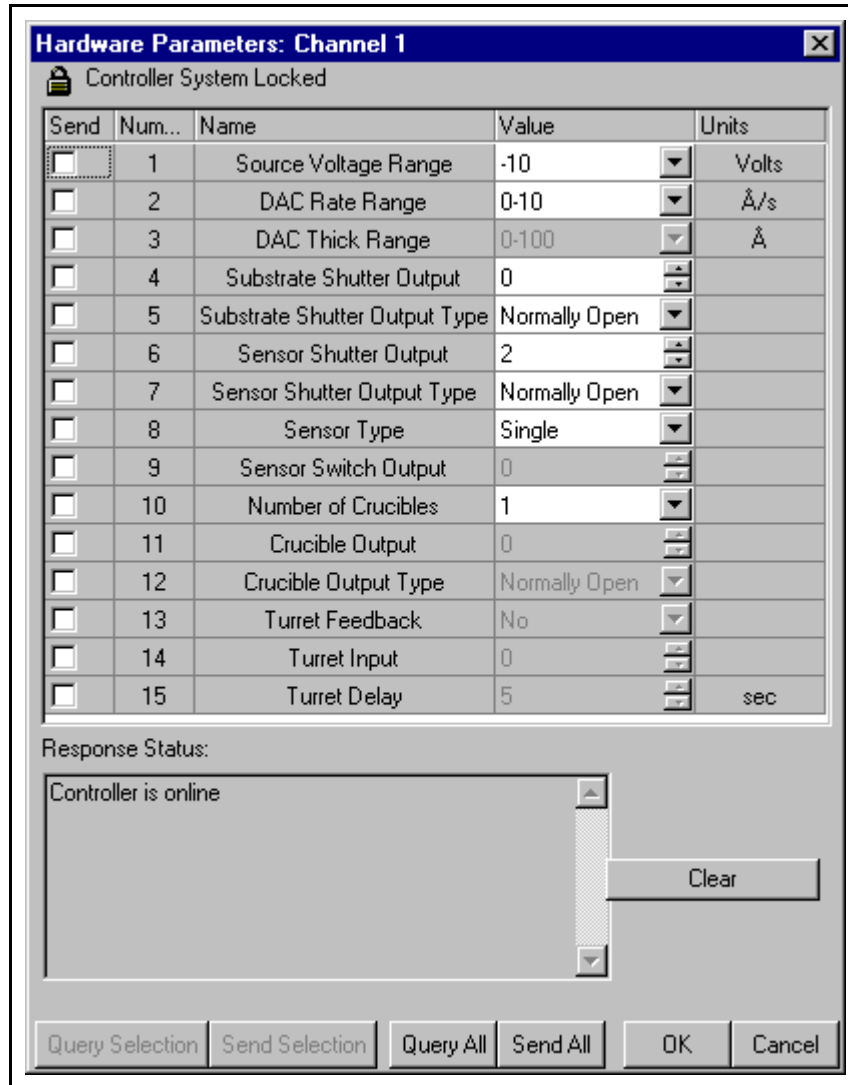 Hardware Parameters: Channel 1
Controller System Locked
Send Num... Name Value Units
1 Source Voltage Range -10 Volts
2 DAC Rate Range 0-10 Å/s
3 DAC Thick Range 0-100 Å
4 Substrate Shutter Output 0
5 Substrate Shutter Output Type Normally Open
6 Sensor Shutter Output 2
7 Sensor Shutter Output Type Normally Open
8 Sensor Type Single
9 Sensor Switch Output 0
10 Number of Crucibles 1
11 Crucible Output 0
12 Crucible Output Type Normally Open
13 Turret Feedback No
14 Turret Input 0
15 Turret Delay 5 sec
Response Status:
Controller is online
Clear
Query Selection Send Selection Query All Send All OK Cancel